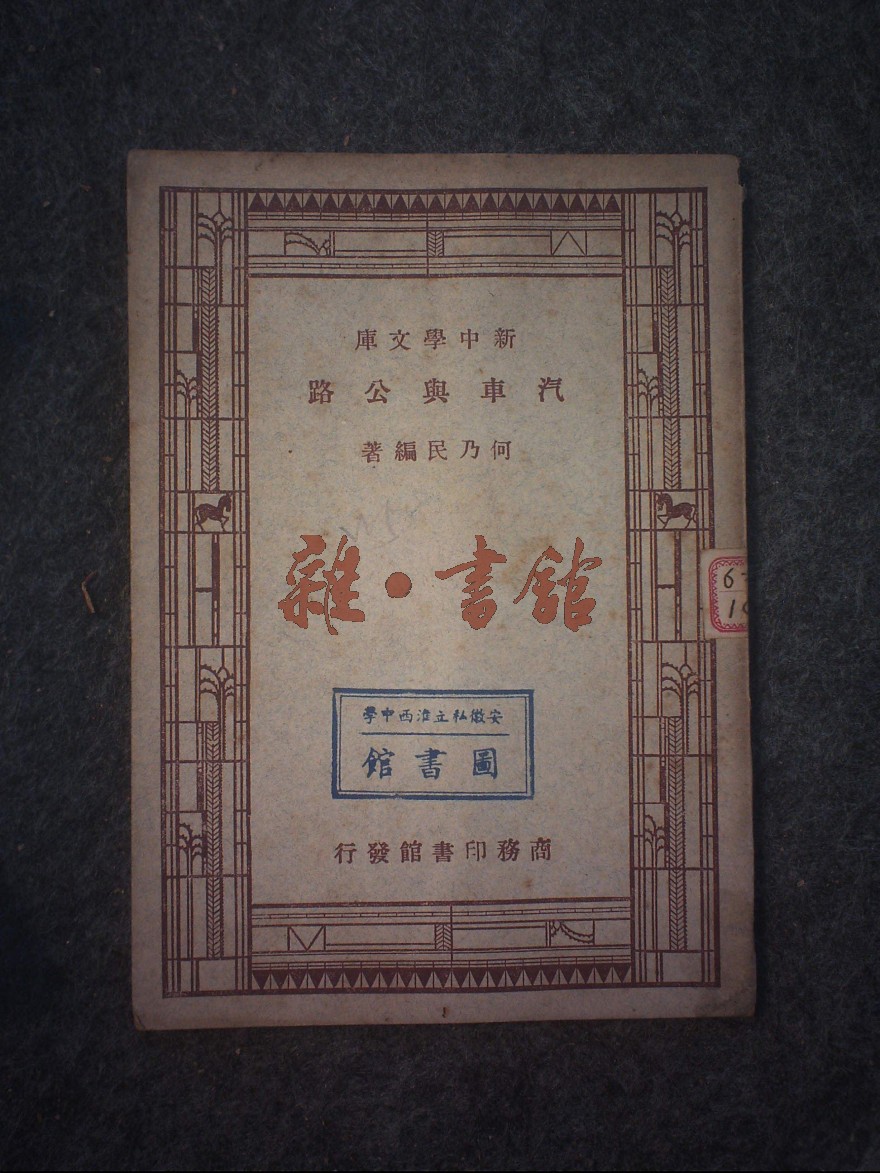 新中學文庫
汽車與公路
何乃民編著
雜·書館
安徽私立淮西中學
圖書館
商務印書館發行